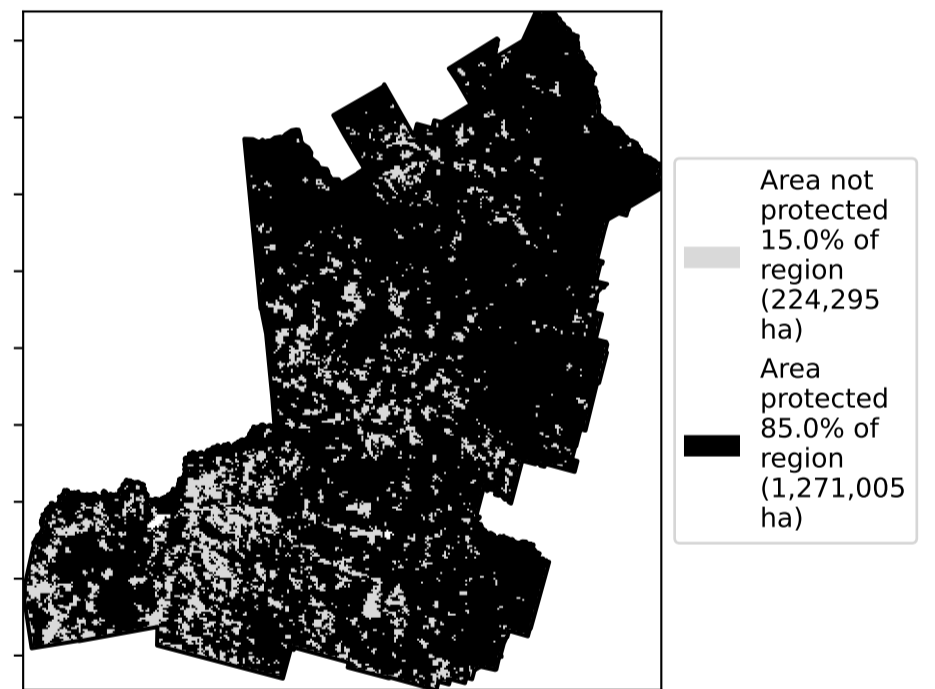 Area not
protected
15.0% of
region
(224,295
ha)
Area
protected
85.0% of
region
(1,271,005
ha)